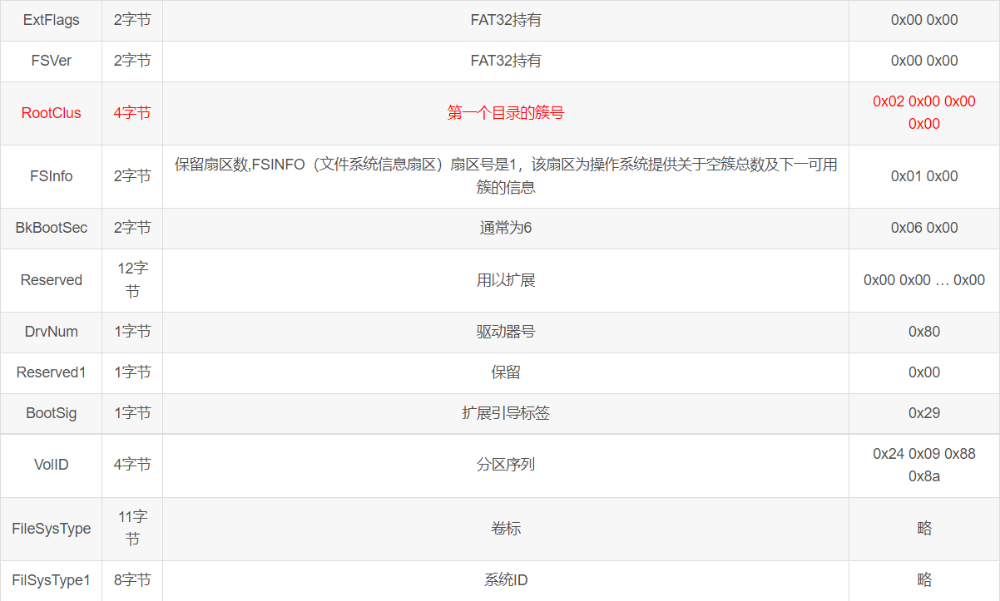 ExtFlags 2字节 FAT32持有 0x00 0x00
FSVer 2字节 FAT32持有 0x00 0x00
RootClus 4字节 第一个目录的簇号 0x02 0x00 0x00
0x00
FSInfo 2字节 保留扇区数,FSINFO（文件系统信息扇区）扇区号是1，该扇区为操作系统提供关于空簇总数及下一可用
簇的信息 0x01 0x00
BkBootSec 2字节 通常为6 0x06 0x00
Reserved 12字
节 用以扩展 0x00 0x00 … 0x00
DrvNum 1字节 驱动器号 0x80
Reserved1 1字节 保留 0x00
BootSig 1字节 扩展引导标签 0x29
VolID 4字节 分区序列 0x24 0x09 0x88
0x8a
FileSysType 11字
节 卷标 略
FilSysType1 8字节 系统ID 略